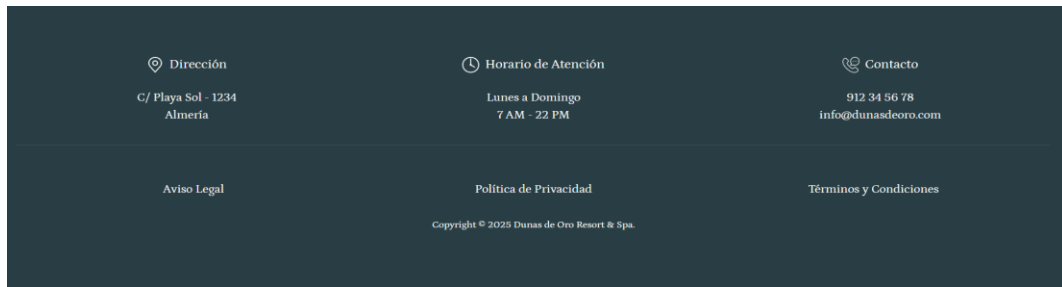 Dirección
Horario de Atención
Contacto
C/ Playa Sol - 1234
Almería
Lunes a Domingo
7 AM - 22 PM
912 34 56 78
info@dunasdeoro.com
Aviso Legal
Política de Privacidad
Términos y Condiciones
Copyright © 2025 Dunas de Oro Resort & Spa.